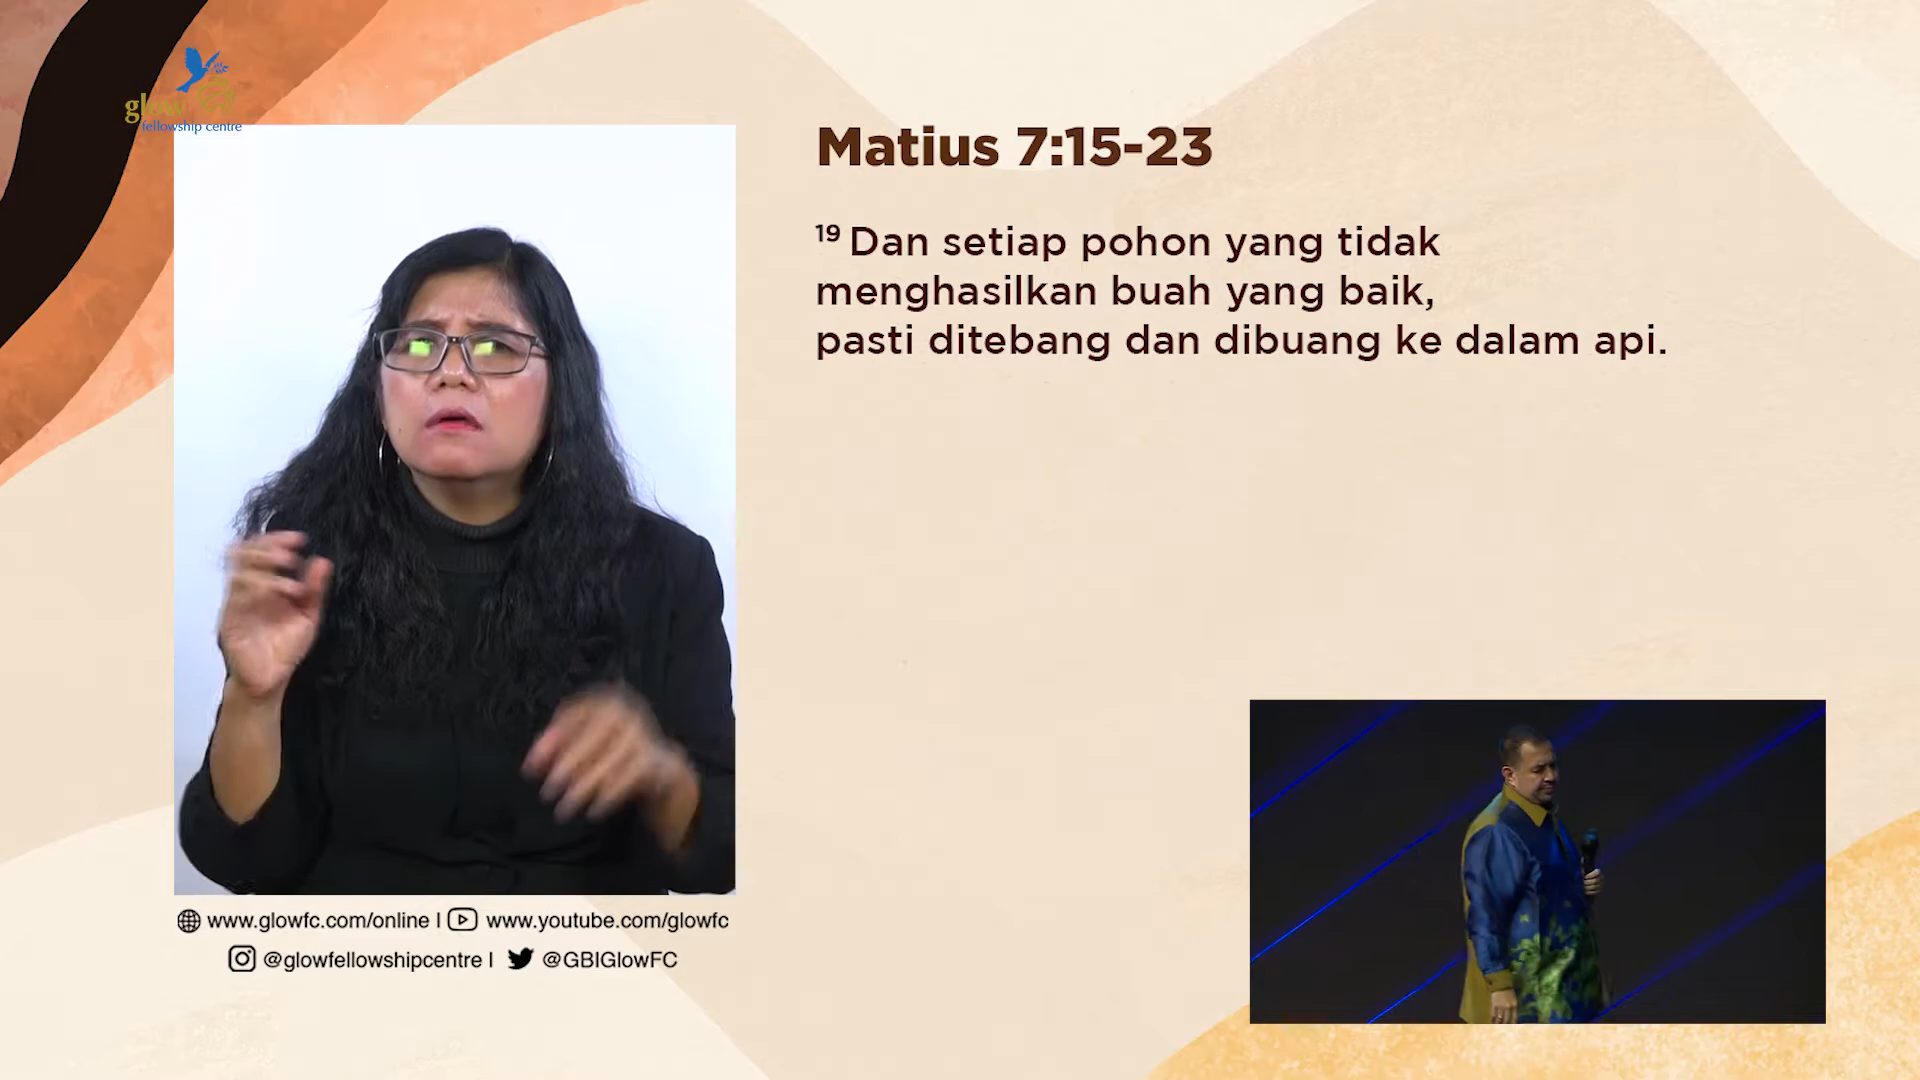 glow
fellowship centre
Matius 7:15-23
19 Dan setiap pohon yang tidak
menghasilkan buah yang baik,
pasti ditebang dan dibuang ke dalam api.
www.glowfc.com/online I www.youtube.com/glowfc
@glowfellowshipcentre I @GBIGlowFC